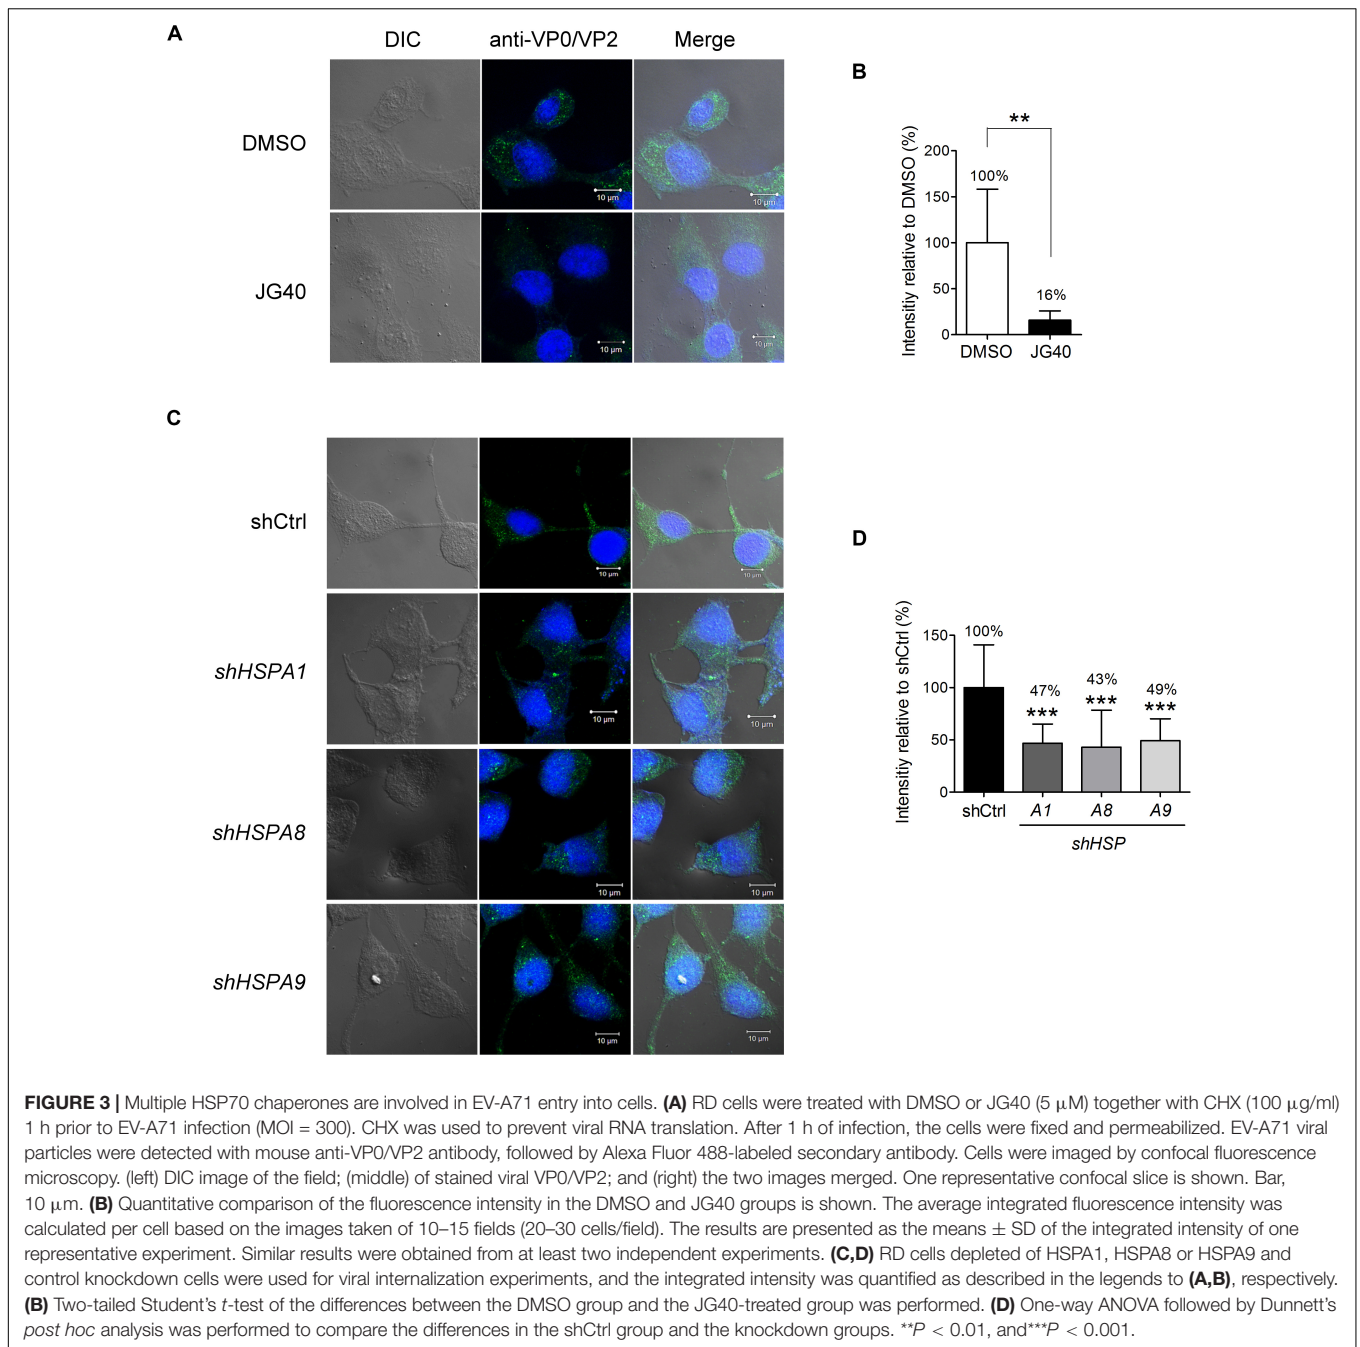 A
DIC anti-VP0/VP2 Merge
DMSO
10 μm
10 μm
JG40
10 μm
10 μm
B
**
Intensitiy relative to DMSO (%)
200
150
100
50
0
100%
16%
DMSO JG40
C
shCtrl
10 μm
10 μm
shHSPA1
10 μm
10 μm
shHSPA8
10 μm
10 μm
shHSPA9
10 μm
10 μm
D
Intensitiy relative to shCtrl (%)
150
100
50
0
100%
47%
***
43%
***
49%
***
shCtrl A1 A8 A9
shHSP
FIGURE 3 | Multiple HSP70 chaperones are involved in EV-A71 entry into cells. (A) RD cells were treated with DMSO or JG40 (5 μM) together with CHX (100 μg/ml)
1 h prior to EV-A71 infection (MOI = 300). CHX was used to prevent viral RNA translation. After 1 h of infection, the cells were fixed and permeabilized. EV-A71 viral
particles were detected with mouse anti-VP0/VP2 antibody, followed by Alexa Fluor 488-labeled secondary antibody. Cells were imaged by confocal fluorescence
microscopy. (left) DIC image of the field; (middle) of stained viral VP0/VP2; and (right) the two images merged. One representative confocal slice is shown. Bar,
10 μm. (B) Quantitative comparison of the fluorescence intensity in the DMSO and JG40 groups is shown. The average integrated fluorescence intensity was
calculated per cell based on the images taken of 10–15 fields (20–30 cells/field). The results are presented as the means ± SD of the integrated intensity of one
representative experiment. Similar results were obtained from at least two independent experiments. (C,D) RD cells depleted of HSPA1, HSPA8 or HSPA9 and
control knockdown cells were used for viral internalization experiments, and the integrated intensity was quantified as described in the legends to (A,B), respectively.
(B) Two-tailed Student's t-test of the differences between the DMSO group and the JG40-treated group was performed. (D) One-way ANOVA followed by Dunnett's
post hoc analysis was performed to compare the differences in the shCtrl group and the knockdown groups. **P < 0.01, and***P < 0.001.